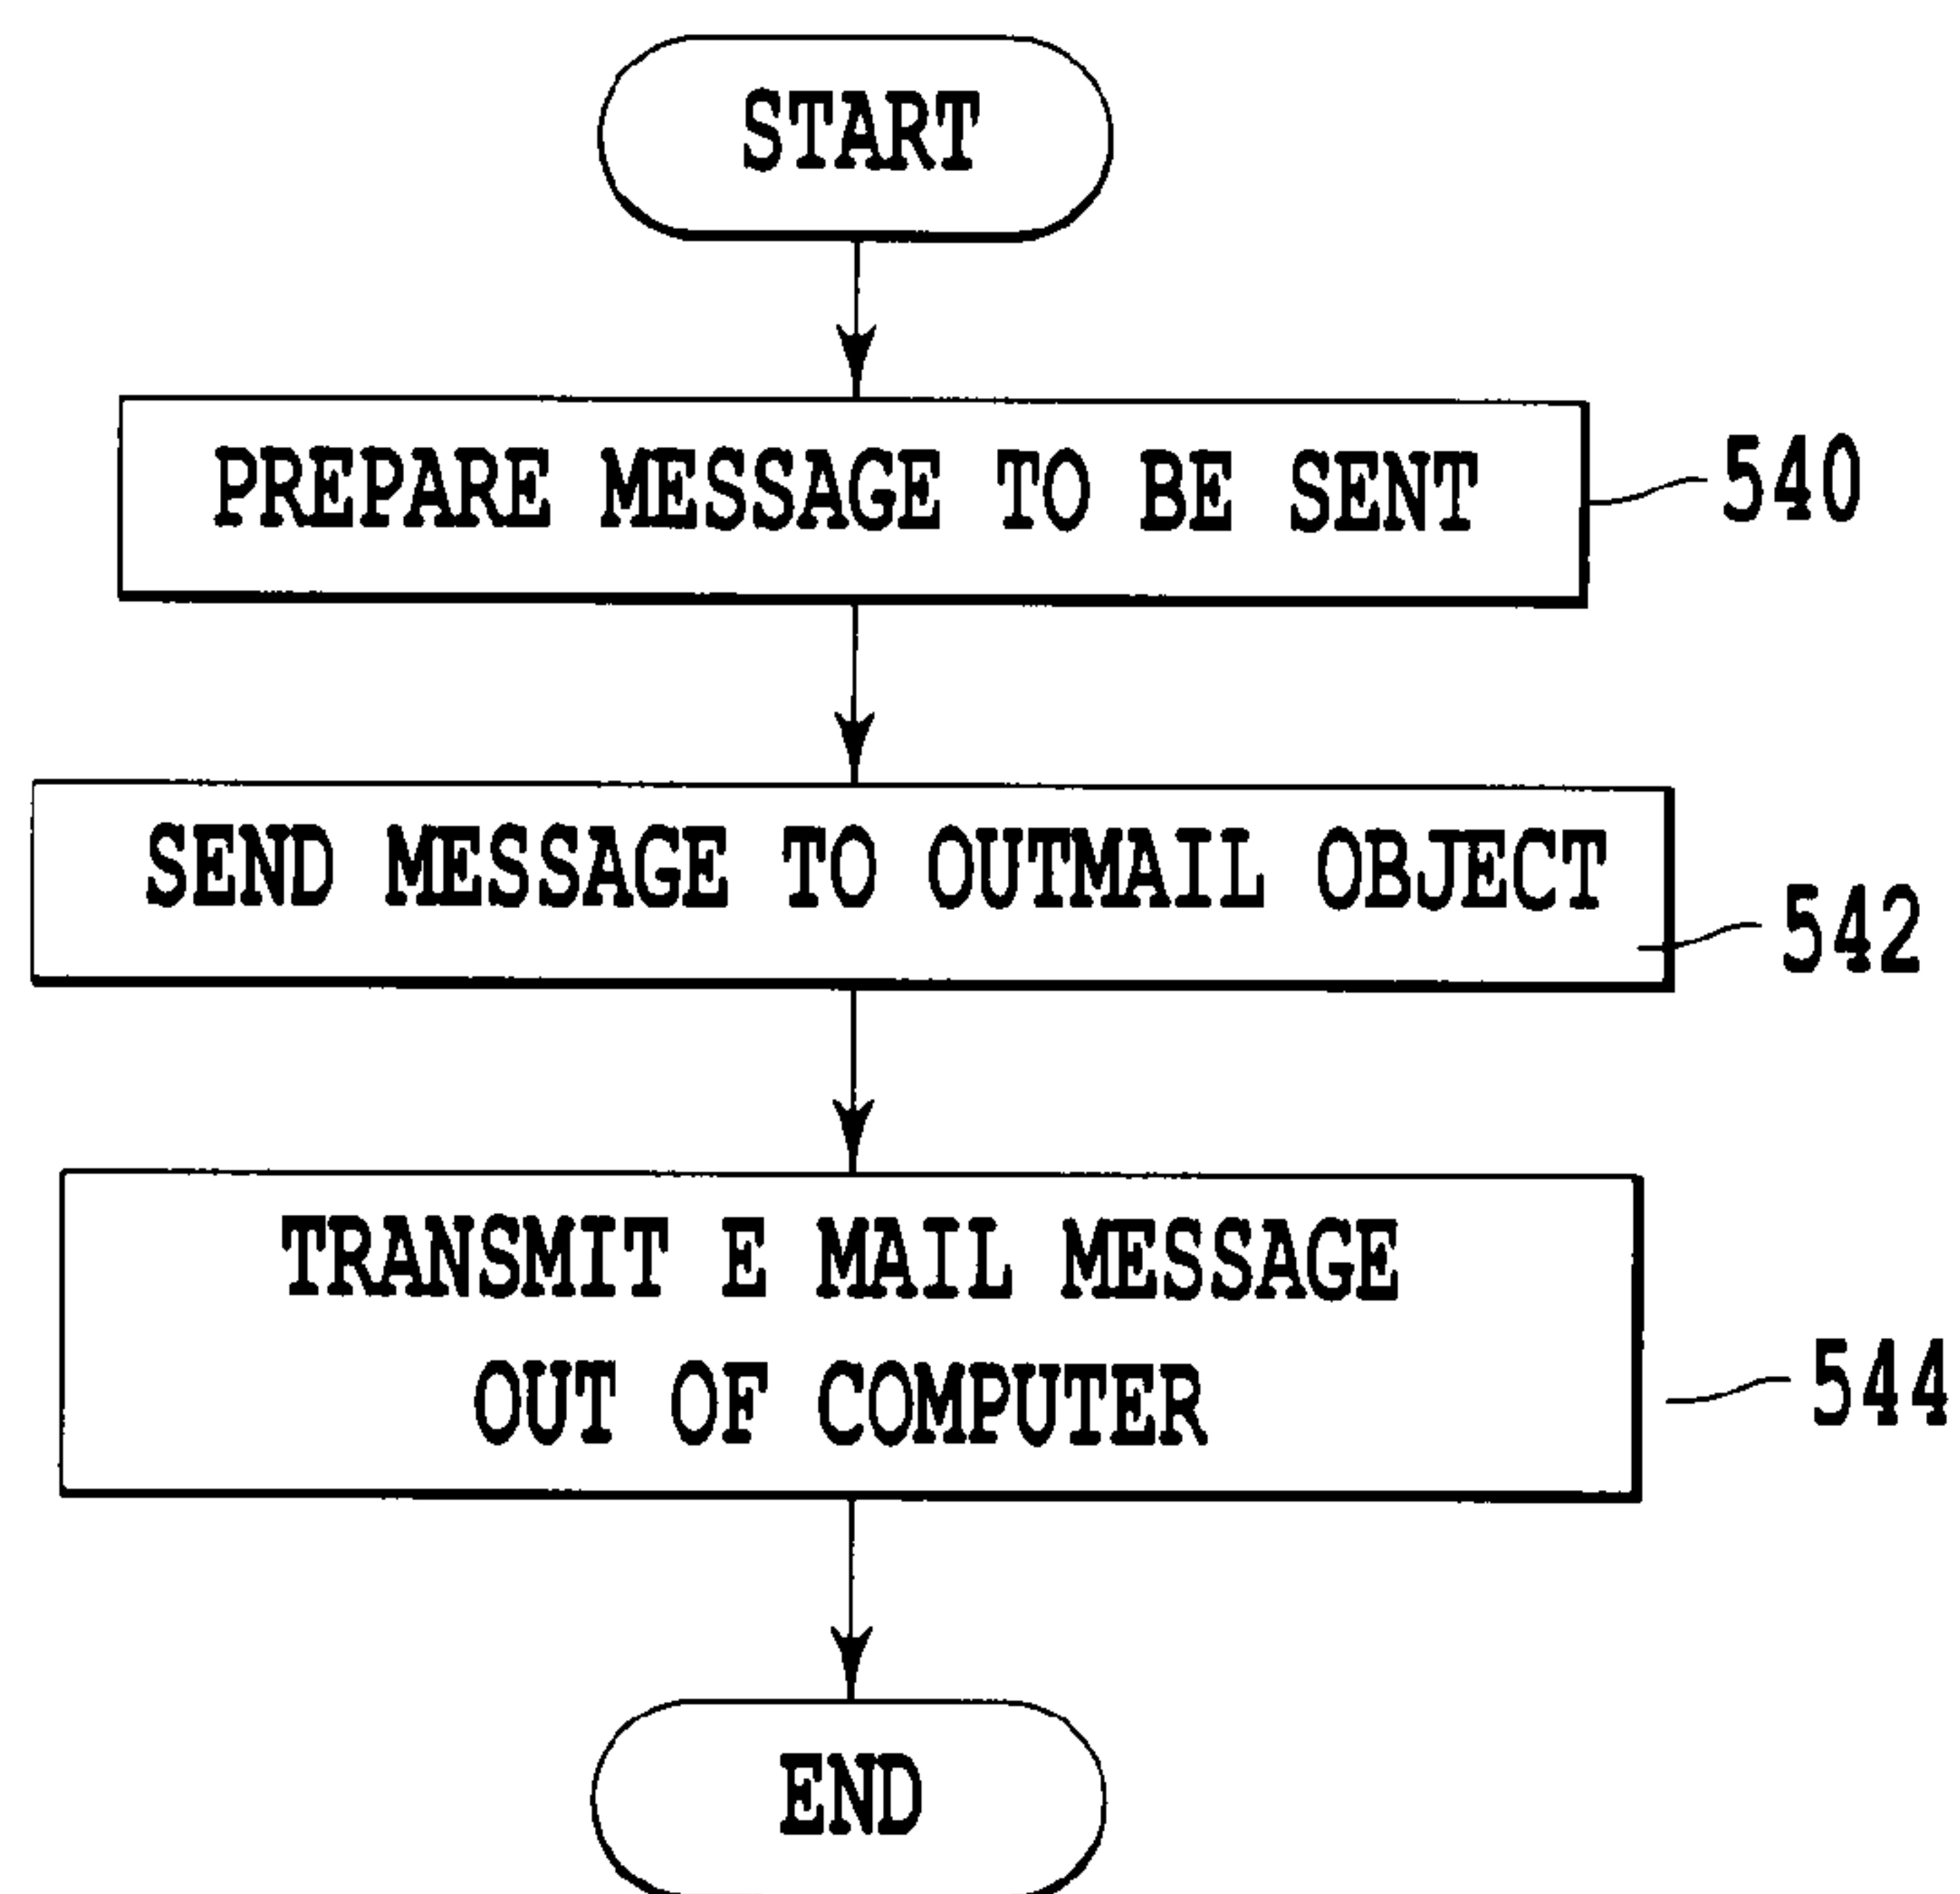 START
PREPARE MESSAGE TO BE SENT
540
SEND MESSAGE TO OUTMAIL OBJECT
542
TRANSMIT E MAIL MESSAGE
OUT OF COMPUTER
544
END